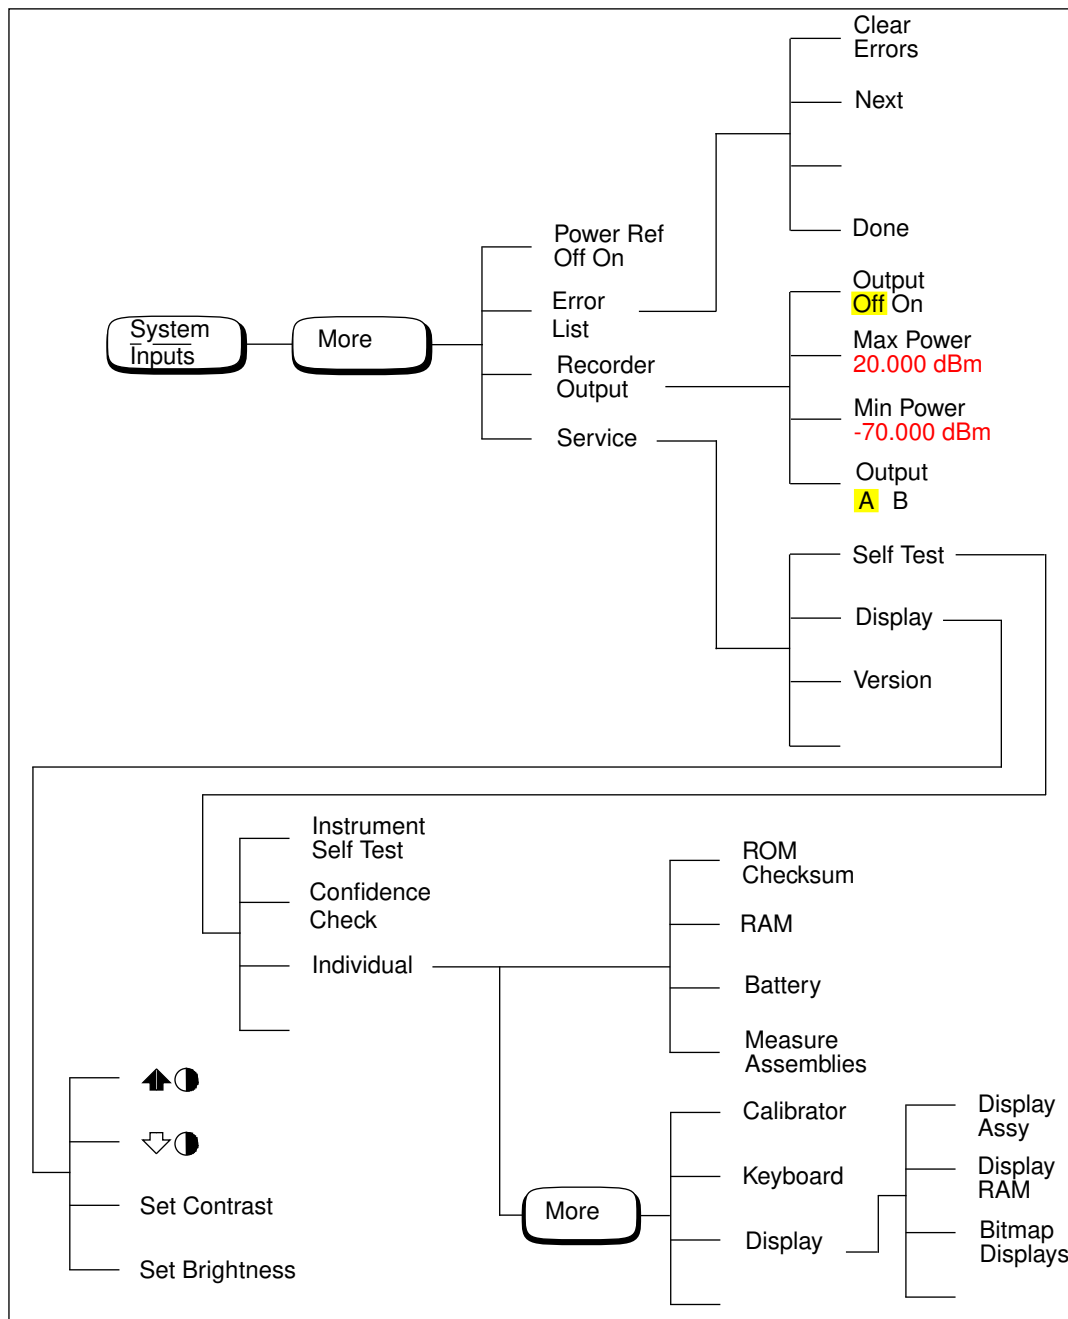 Clear
Errors
Next
Done
Power Ref
Off On
Error
List
Recorder
Output
Service
System
Inputs
More
Output
Off On
Max Power
20.000 dBm
Min Power
-70.000 dBm
Output
A B
Self Test
Display
Version
Instrument
Self Test
Confidence
Check
Individual
ROM
Checksum
RAM
Battery
Measure
Assemblies
Set Contrast
Set Brightness
More
Calibrator
Keyboard
Display
Display
Assy
Display
RAM
Bitmap
Displays